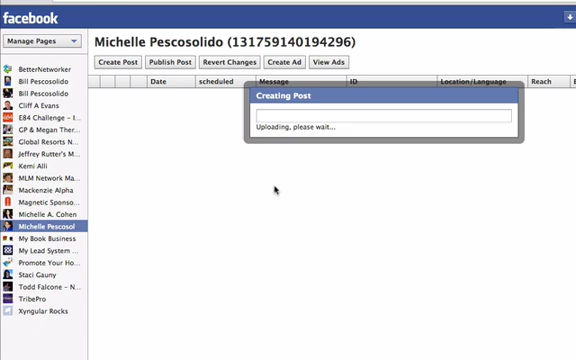 facebook
Manage Pages
Michelle Pescosolido (131759140194296)
Create Post Publish Post Revert Changes Create Ad View Ads
Date scheduled Message ID Location/Language Reach
Creating Post
Uploading, please wait...
BetterNetworker
Bill Pescosolido
Bill Pescosolido
Cliff A Evans
E84 Challenge - I...
GP & Megan Ther...
Global Resorts N...
Jeffrey Rutter's M...
Kemi Alli
MLM Network Ma...
Mackenzie Alpha
Magnetic Sponso...
Michelle A. Cohen
Michelle Pescosol
My Book Business
My Lead System ...
Promote Your Ho...
Staci Gauny
Todd Falcone - N...
TribePro
Xyngular Rocks